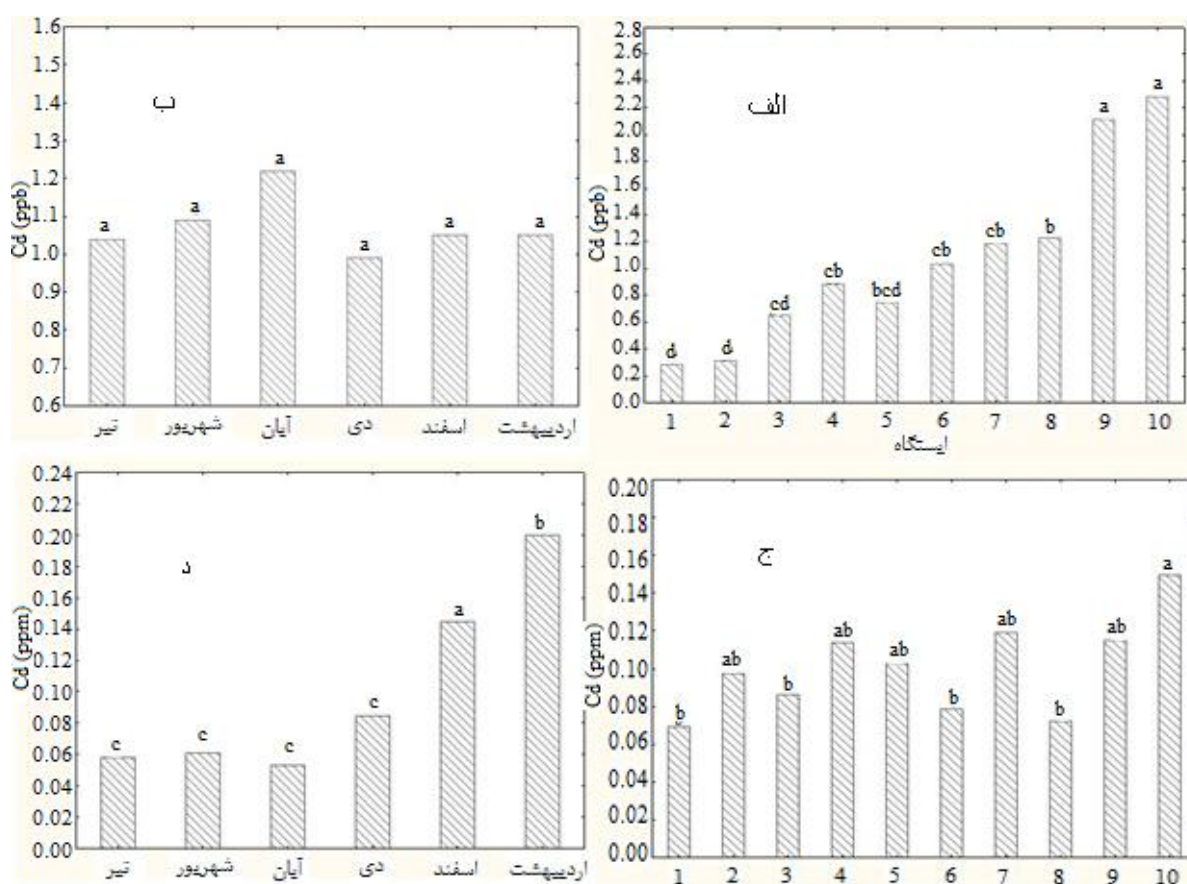 1.6
1.5
1.4
1.3
1.2
1.1
1.0
0.9
0.8
0.7
0.6
Cd (ppb)
ب
a a a a a a
تیر شهریور آبان دی اسفند اردیبهشت
2.8
2.6
2.4
2.2
2.0
1.8
1.6
1.4
1.2
1.0
0.8
0.6
0.4
0.2
0.0
Cd (ppb)
الف
d d cd cb bcd cb cb b a a
1 2 3 4 5 6 7 8 9 10
ایستگاه
0.24
0.22
0.20
0.18
0.16
0.14
0.12
0.10
0.08
0.06
0.04
0.02
0.00
Cd (ppm)
د
c c c c a b
تیر شهریور آبان دی اسفند اردیبهشت
0.20
0.18
0.16
0.14
0.12
0.10
0.08
0.06
0.04
0.02
0.00
Cd (ppm)
ج
b ab b ab ab b ab b ab a
1 2 3 4 5 6 7 8 9 10